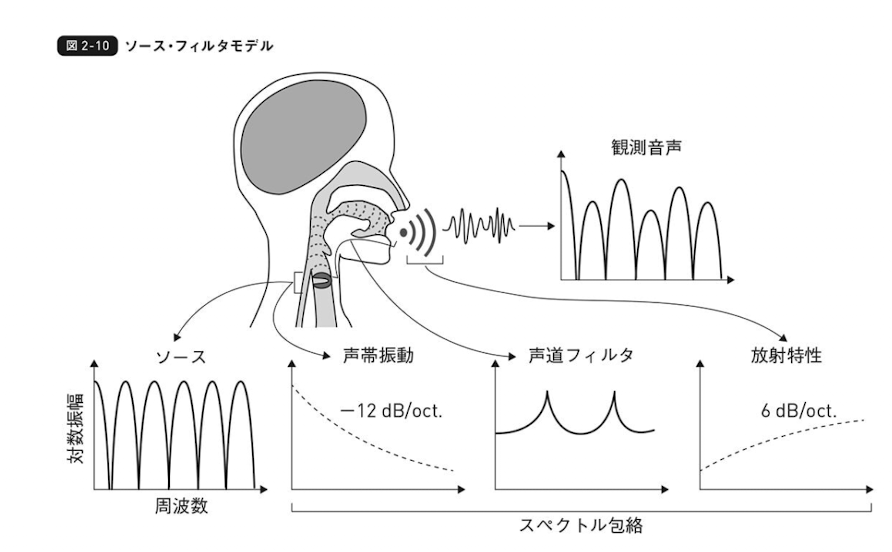 図 2-10 ソース・フィルタモデル
観測音声
ソース
声帯振動
声道フィルタ
放射特性
対数振幅
−12 dB/oct.
6 dB/oct.
周波数
スペクトル包絡